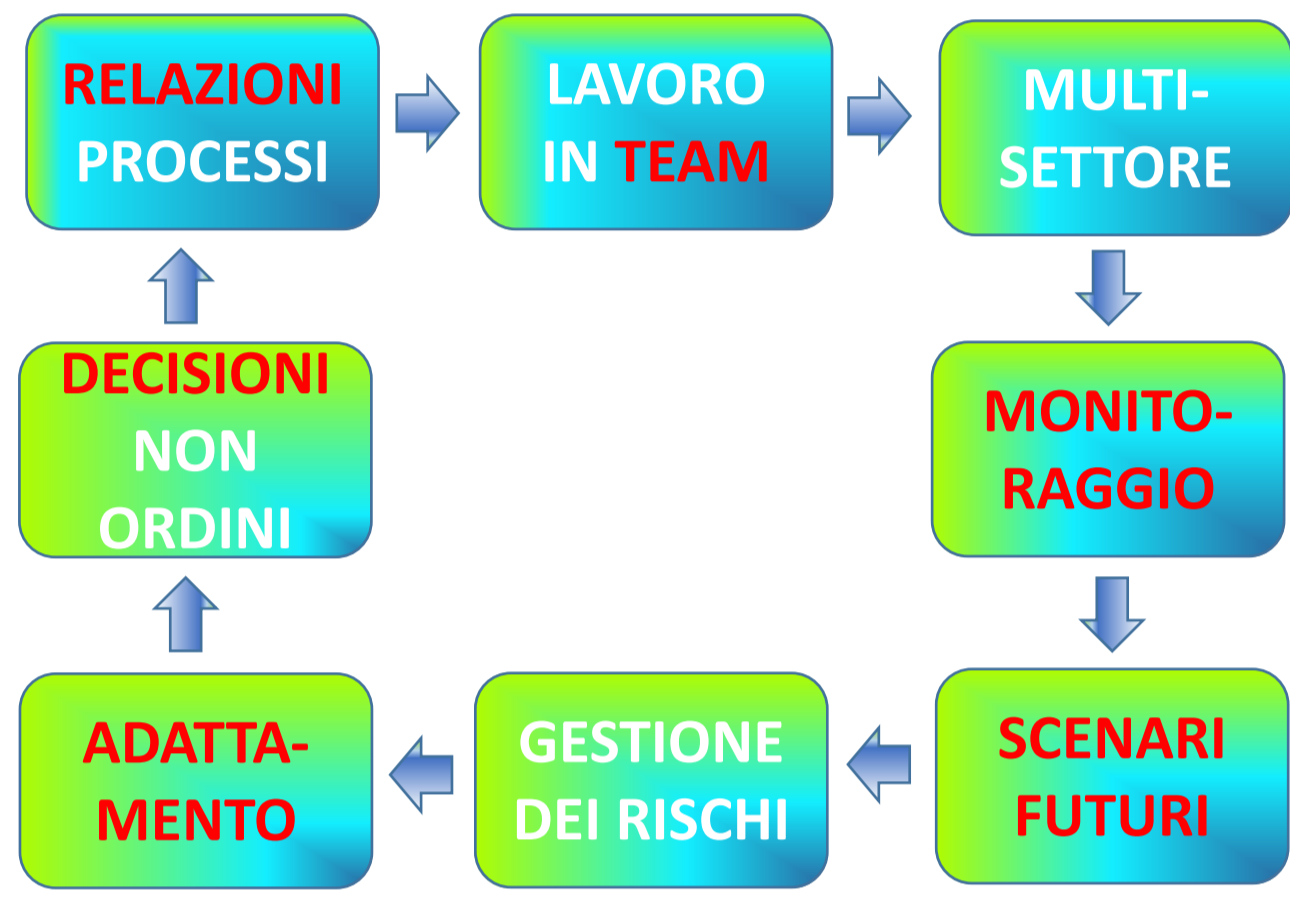 RELAZIONI
PROCESSI
LAVORO
IN TEAM
MULTI-
SETTORE
MONITO-
RAGGIO
SCENARI
FUTURI
GESTIONE
DEI RISCHI
ADATTA-
MENTO
DECISIONI
NON
ORDINI